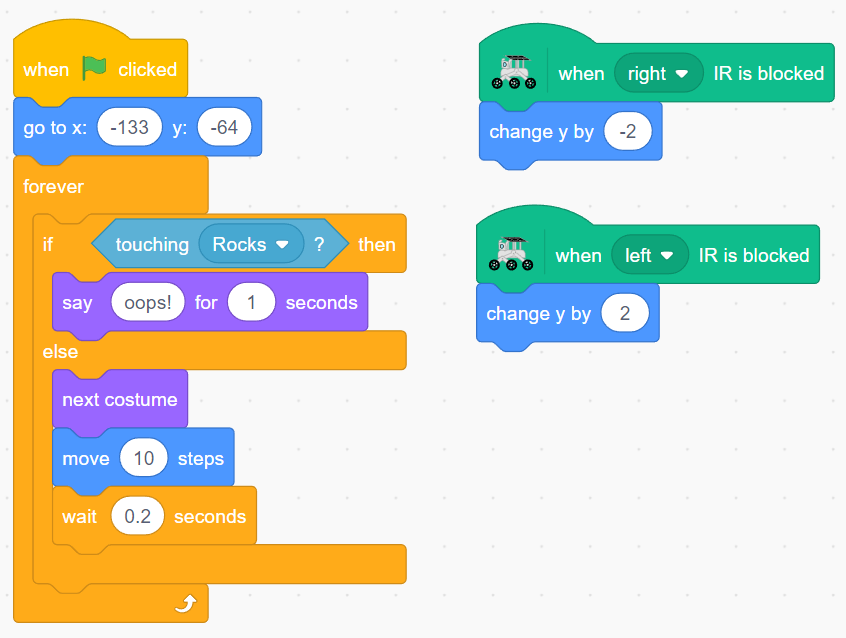 when clicked
go to x: -133 y: -64
forever
if touching Rocks ? then
say oops! for 1 seconds
else
next costume
move 10 steps
wait 0.2 seconds
when right IR is blocked
change y by -2
when left IR is blocked
change y by 2